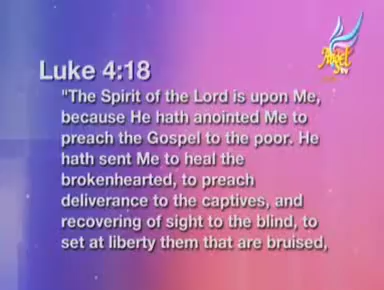 Luke 4:18
"The Spirit of the Lord is upon Me,
because He hath anointed Me to
preach the Gospel to the poor. He
hath sent Me to heal the
brokenhearted, to preach
deliverance to the captives, and
recovering of sight to the blind, to
set at liberty them that are bruised,
Angel
TV